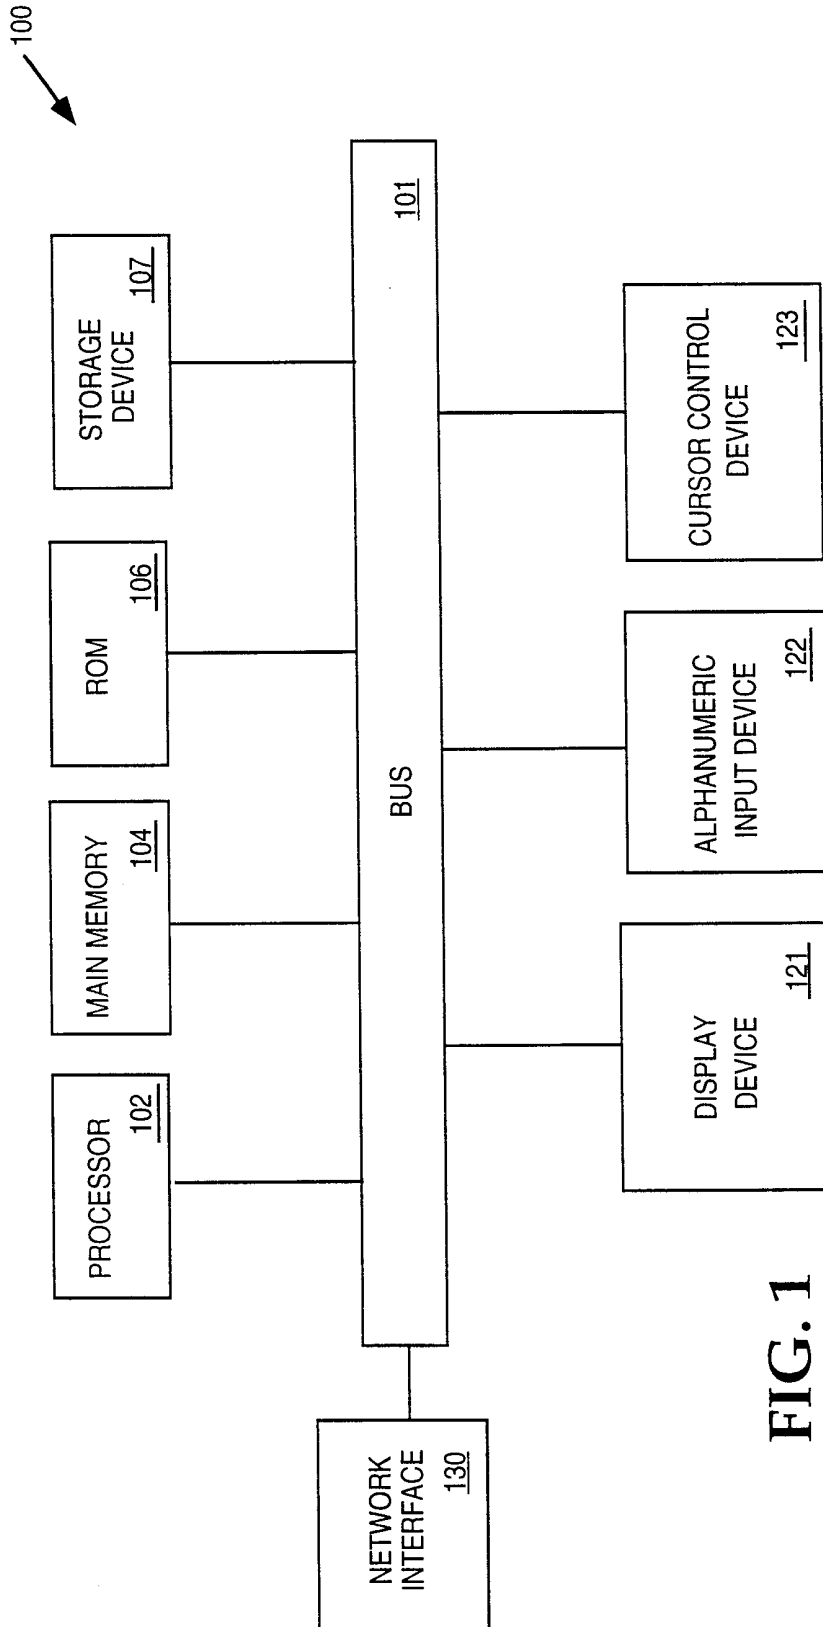 100
PROCESSOR
102
MAIN MEMORY
104
ROM
106
STORAGE
DEVICE
107
BUS
101
NETWORK
INTERFACE
130
DISPLAY
DEVICE
121
ALPHANUMERIC
INPUT DEVICE
122
CURSOR CONTROL
DEVICE
123
FIG. 1